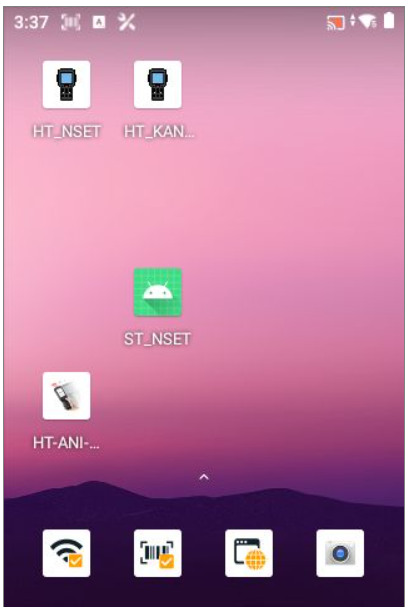 3:37 A
HT_NSET HT_KAN...
ST_NSET
HT-ANI-...